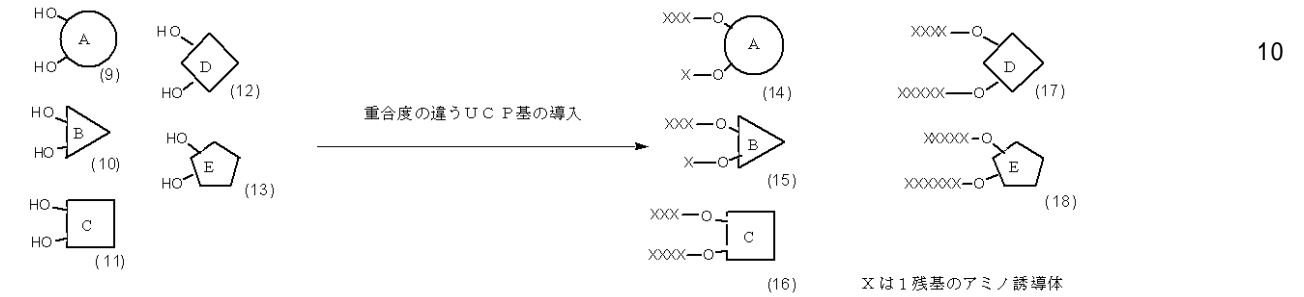 HO
A
HO
(9)
HO
D
HO
(12)
HO
B
HO
(10)
HO
E
HO
(13)
HO
C
HO
(11)
重合度の違うＵＣＰ基の導入
XXX—O
A
X—O
(14)
XXXX—O
D
XXXXX—O
(17)
XXX—O
B
X—O
(15)
XXXXX-O
E
XXXXXX-O
(18)
XXX—O
C
XXXX—O
(16)
Ｘは１残基のアミノ誘導体
10